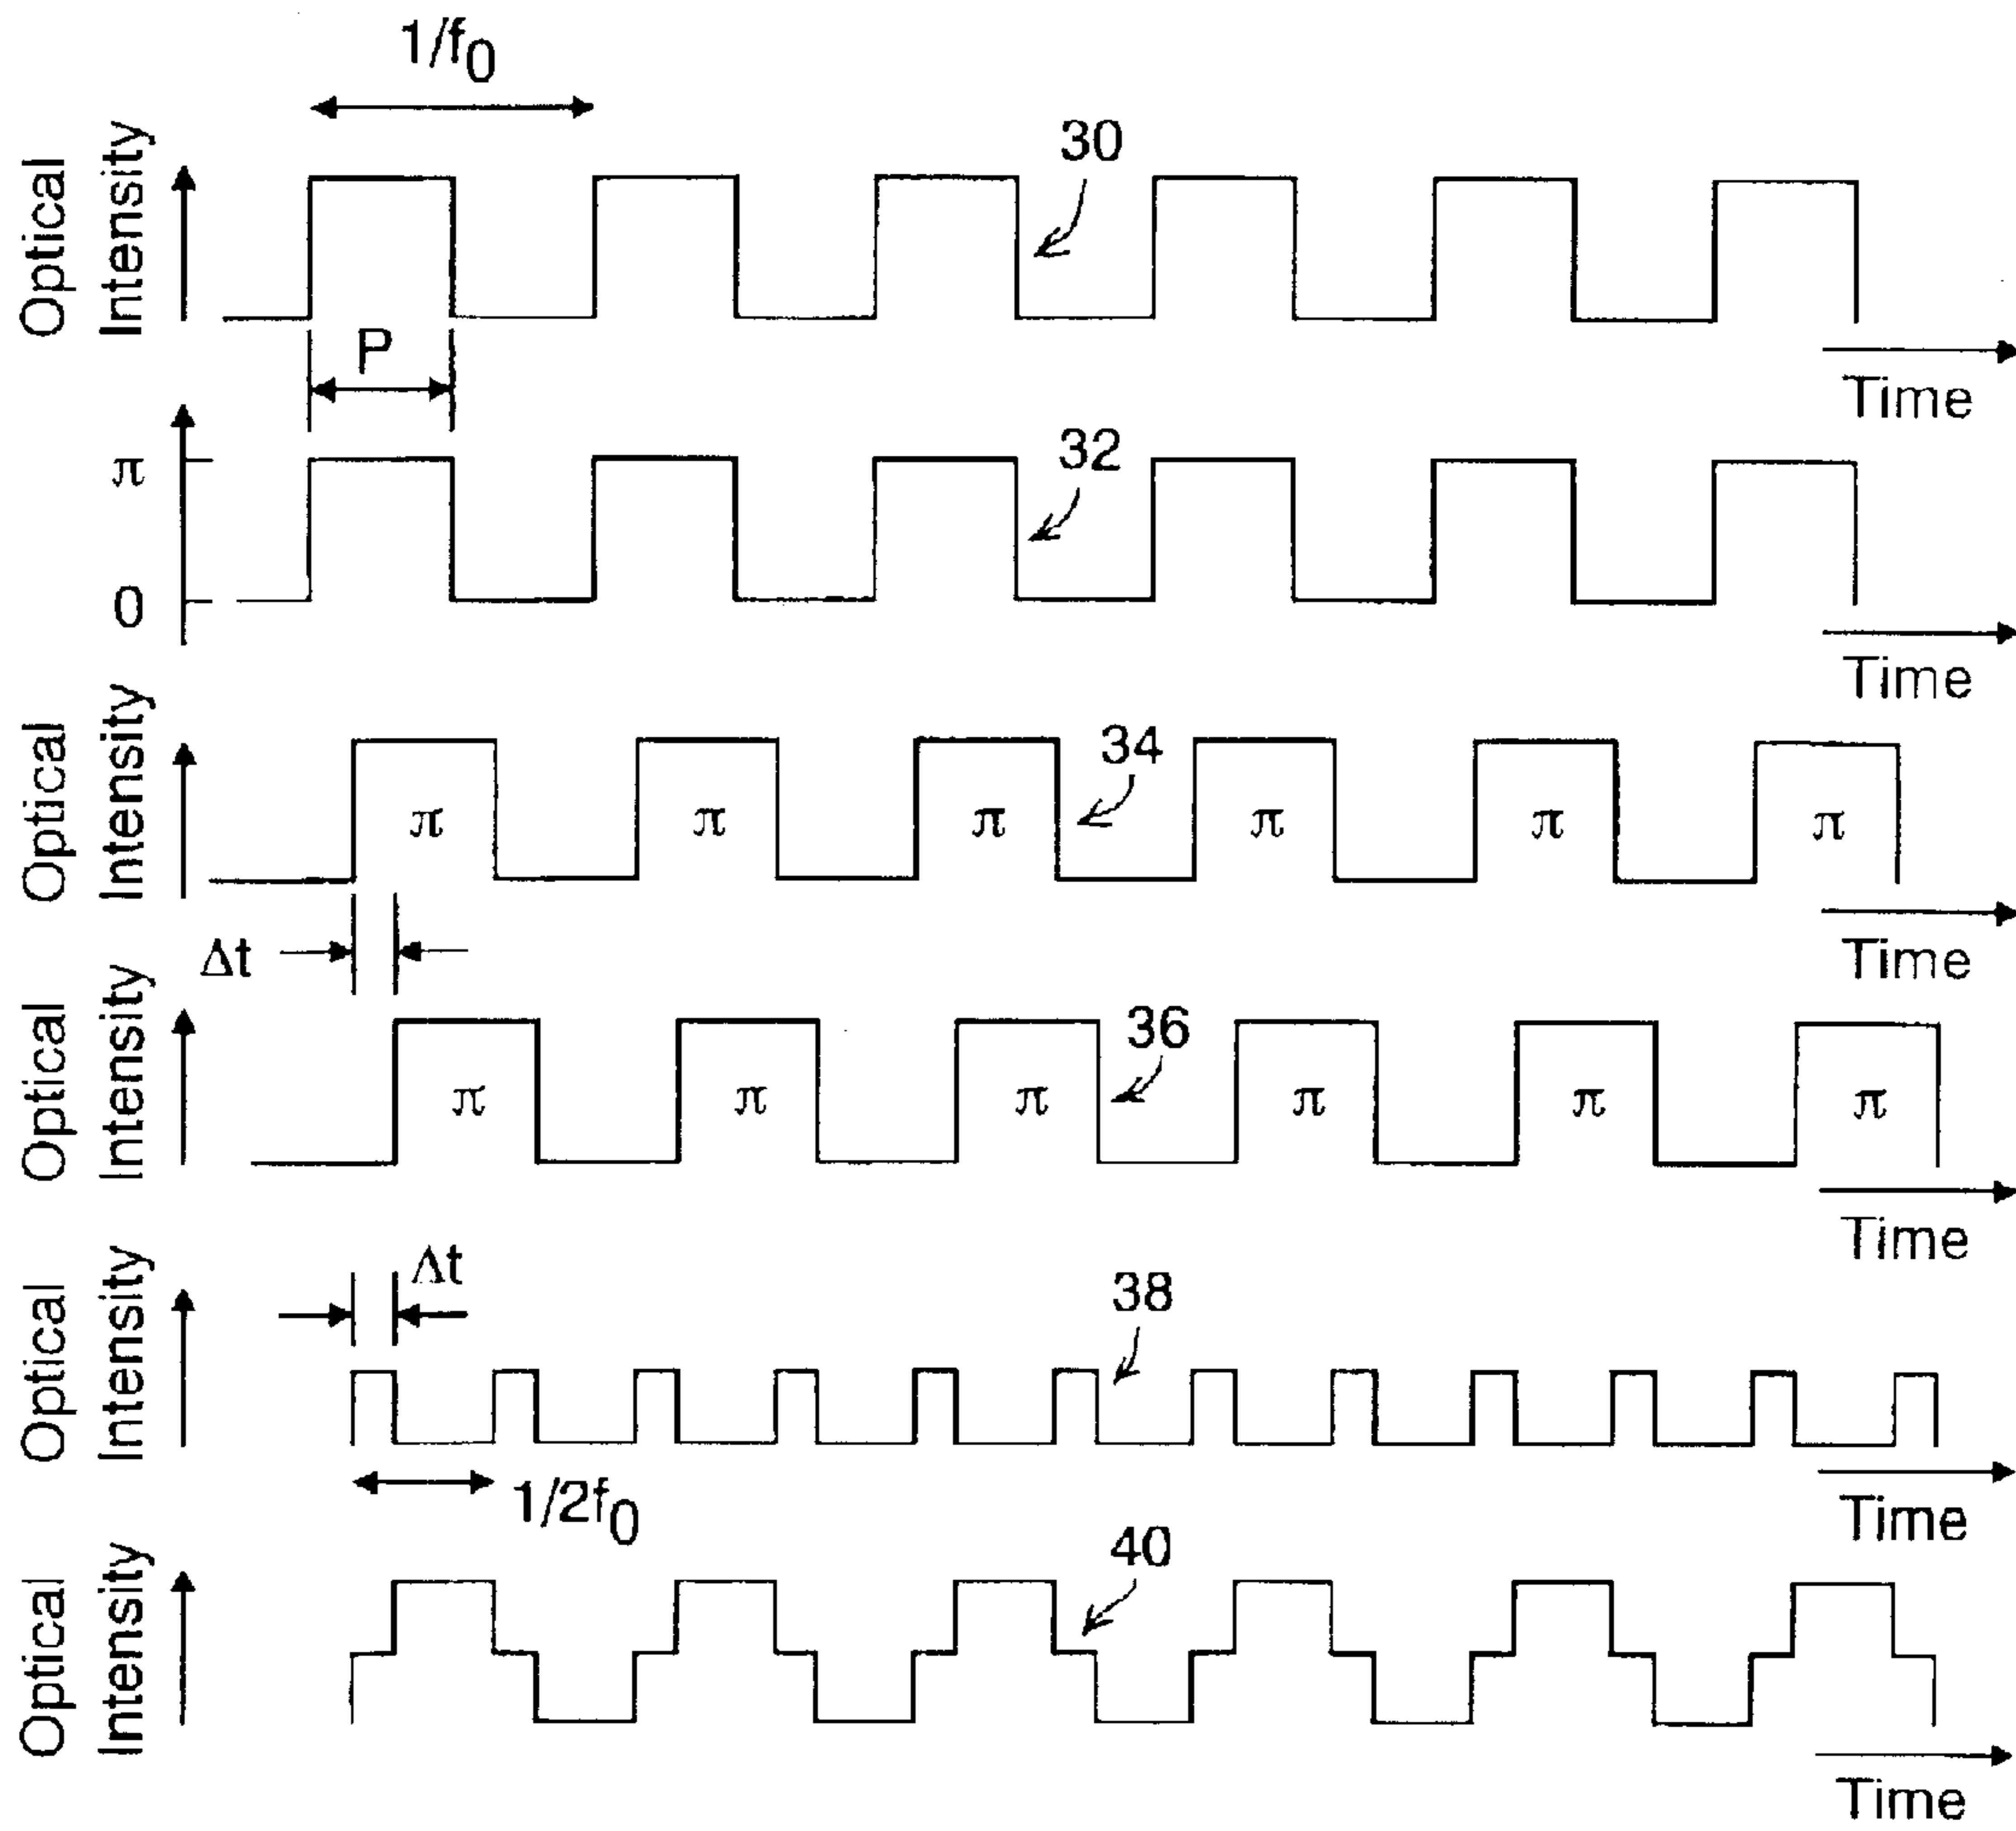 1/f0
Optical
Intensity
30
P
Time
π
0
32
Time
Optical
Intensity
34
π π π π π π
Δt
Time
Optical
Intensity
36
π π π π π π
Time
Optical
Intensity
Δt
38
1/2f0
Time
Optical
Intensity
40
Time